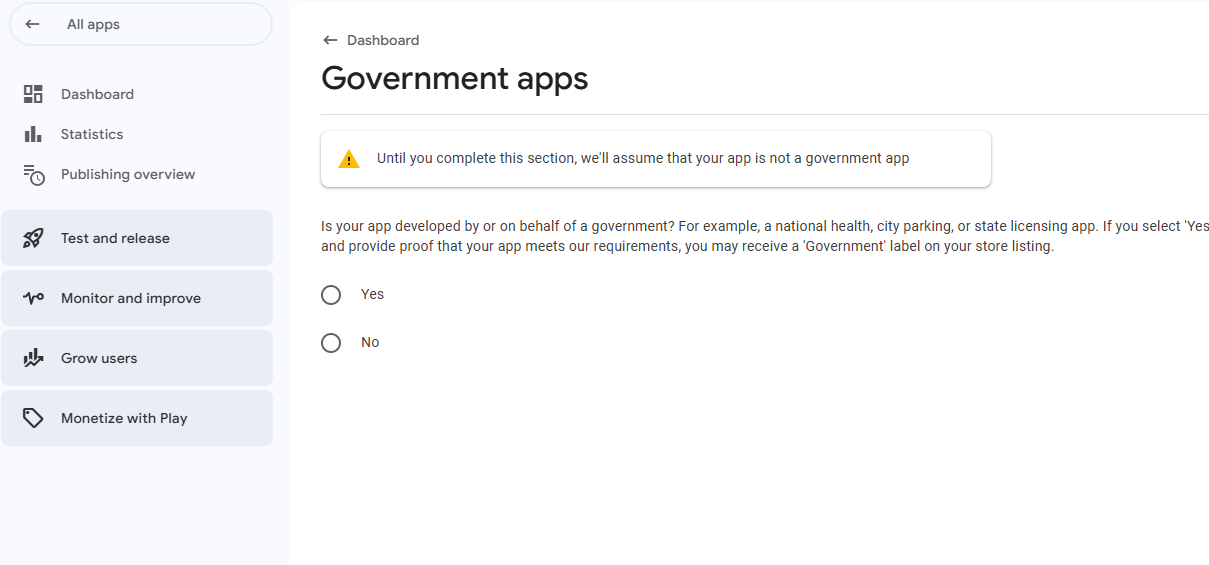 All apps
Dashboard
Statistics
Publishing overview
Test and release
Monitor and improve
Grow users
Monetize with Play
Dashboard
Government apps
Until you complete this section, we'll assume that your app is not a government app
Is your app developed by or on behalf of a government? For example, a national health, city parking, or state licensing app. If you select 'Yes
and provide proof that your app meets our requirements, you may receive a 'Government' label on your store listing.
Yes
No